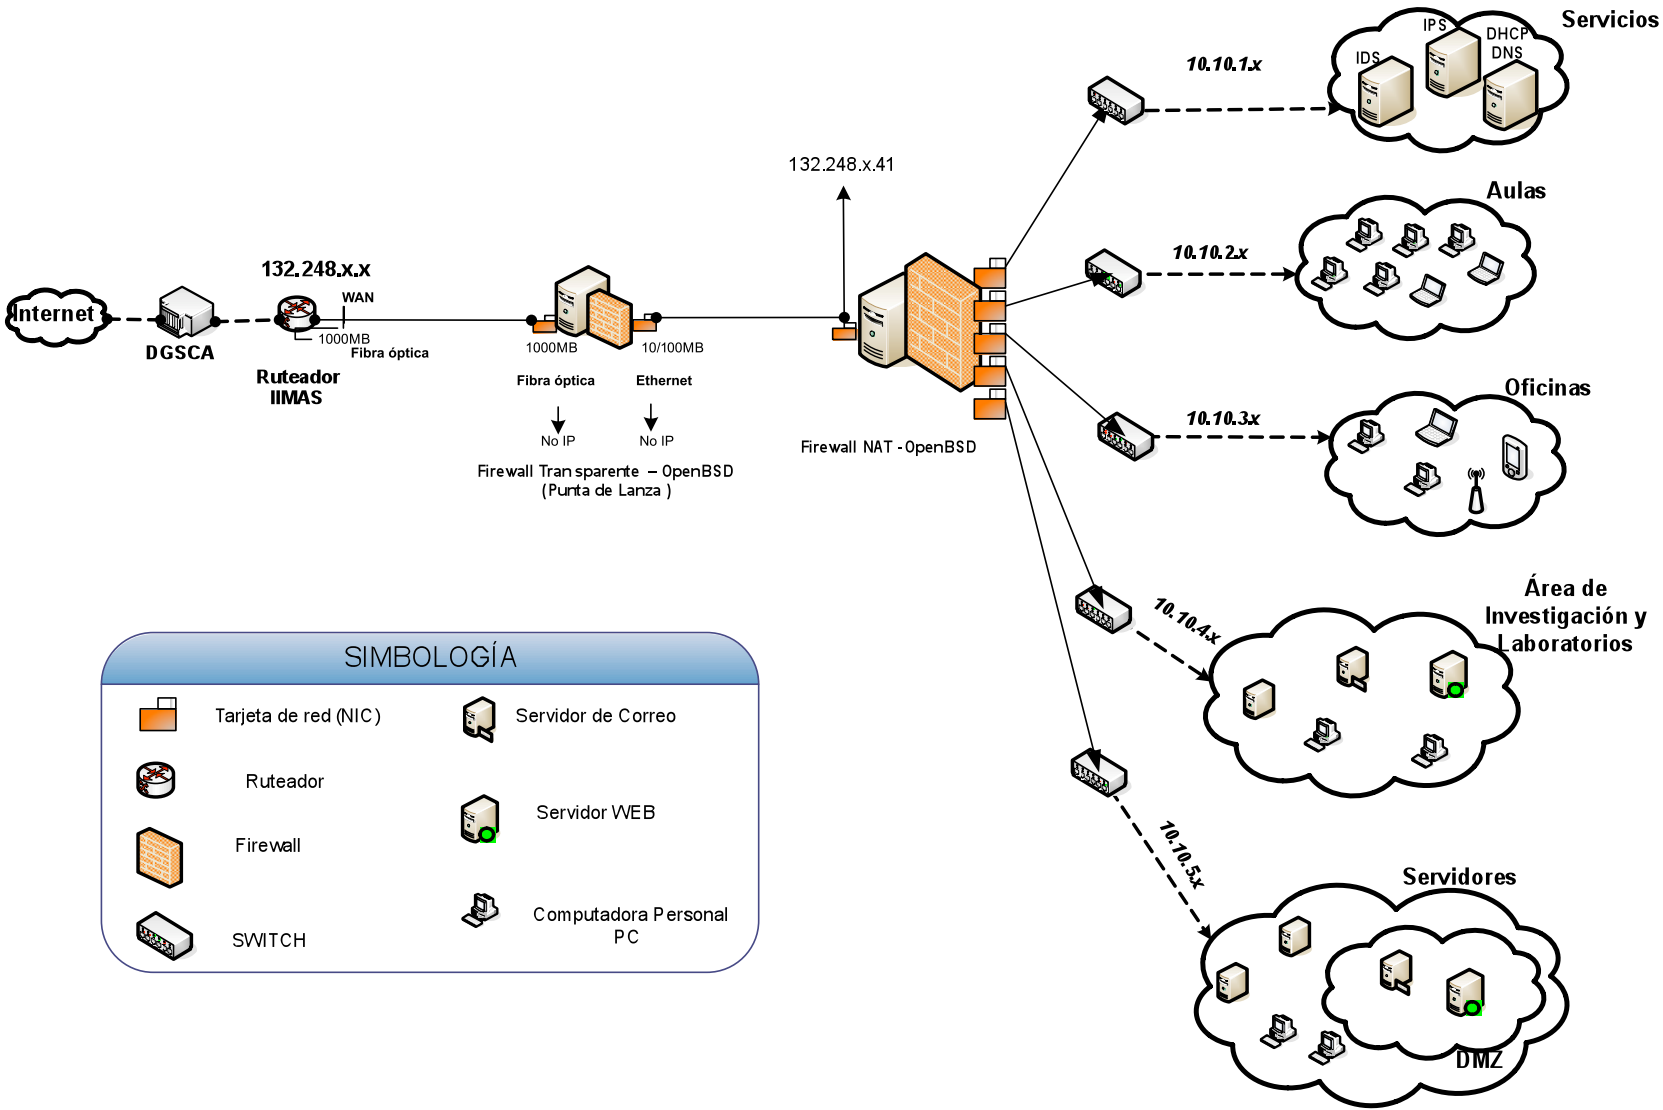 Servicios
IPS
DHCP
DNS
IDS
10.10.1.x
132.248.x.41
Aulas
10.10.2.x
132.248.x.x
WAN
Internet
1000MB
Fibra óptica
DGSCA
Ruteador
IIMAS
1000MB
10/100MB
Fibra óptica
Ethernet
No IP
No IP
Firewall Transparente – OpenBSD
(Punta de Lanza )
Firewall NAT -OpenBSD
Oficinas
10.10.3.x
Área de
Investigación y
Laboratorios
10.10.4.x
10.10.5.x
Servidores
DMZ
SIMBOLOGÍA
Tarjeta de red (NIC)
Servidor de Correo
Ruteador
Servidor WEB
Firewall
Computadora Personal
PC
SWITCH